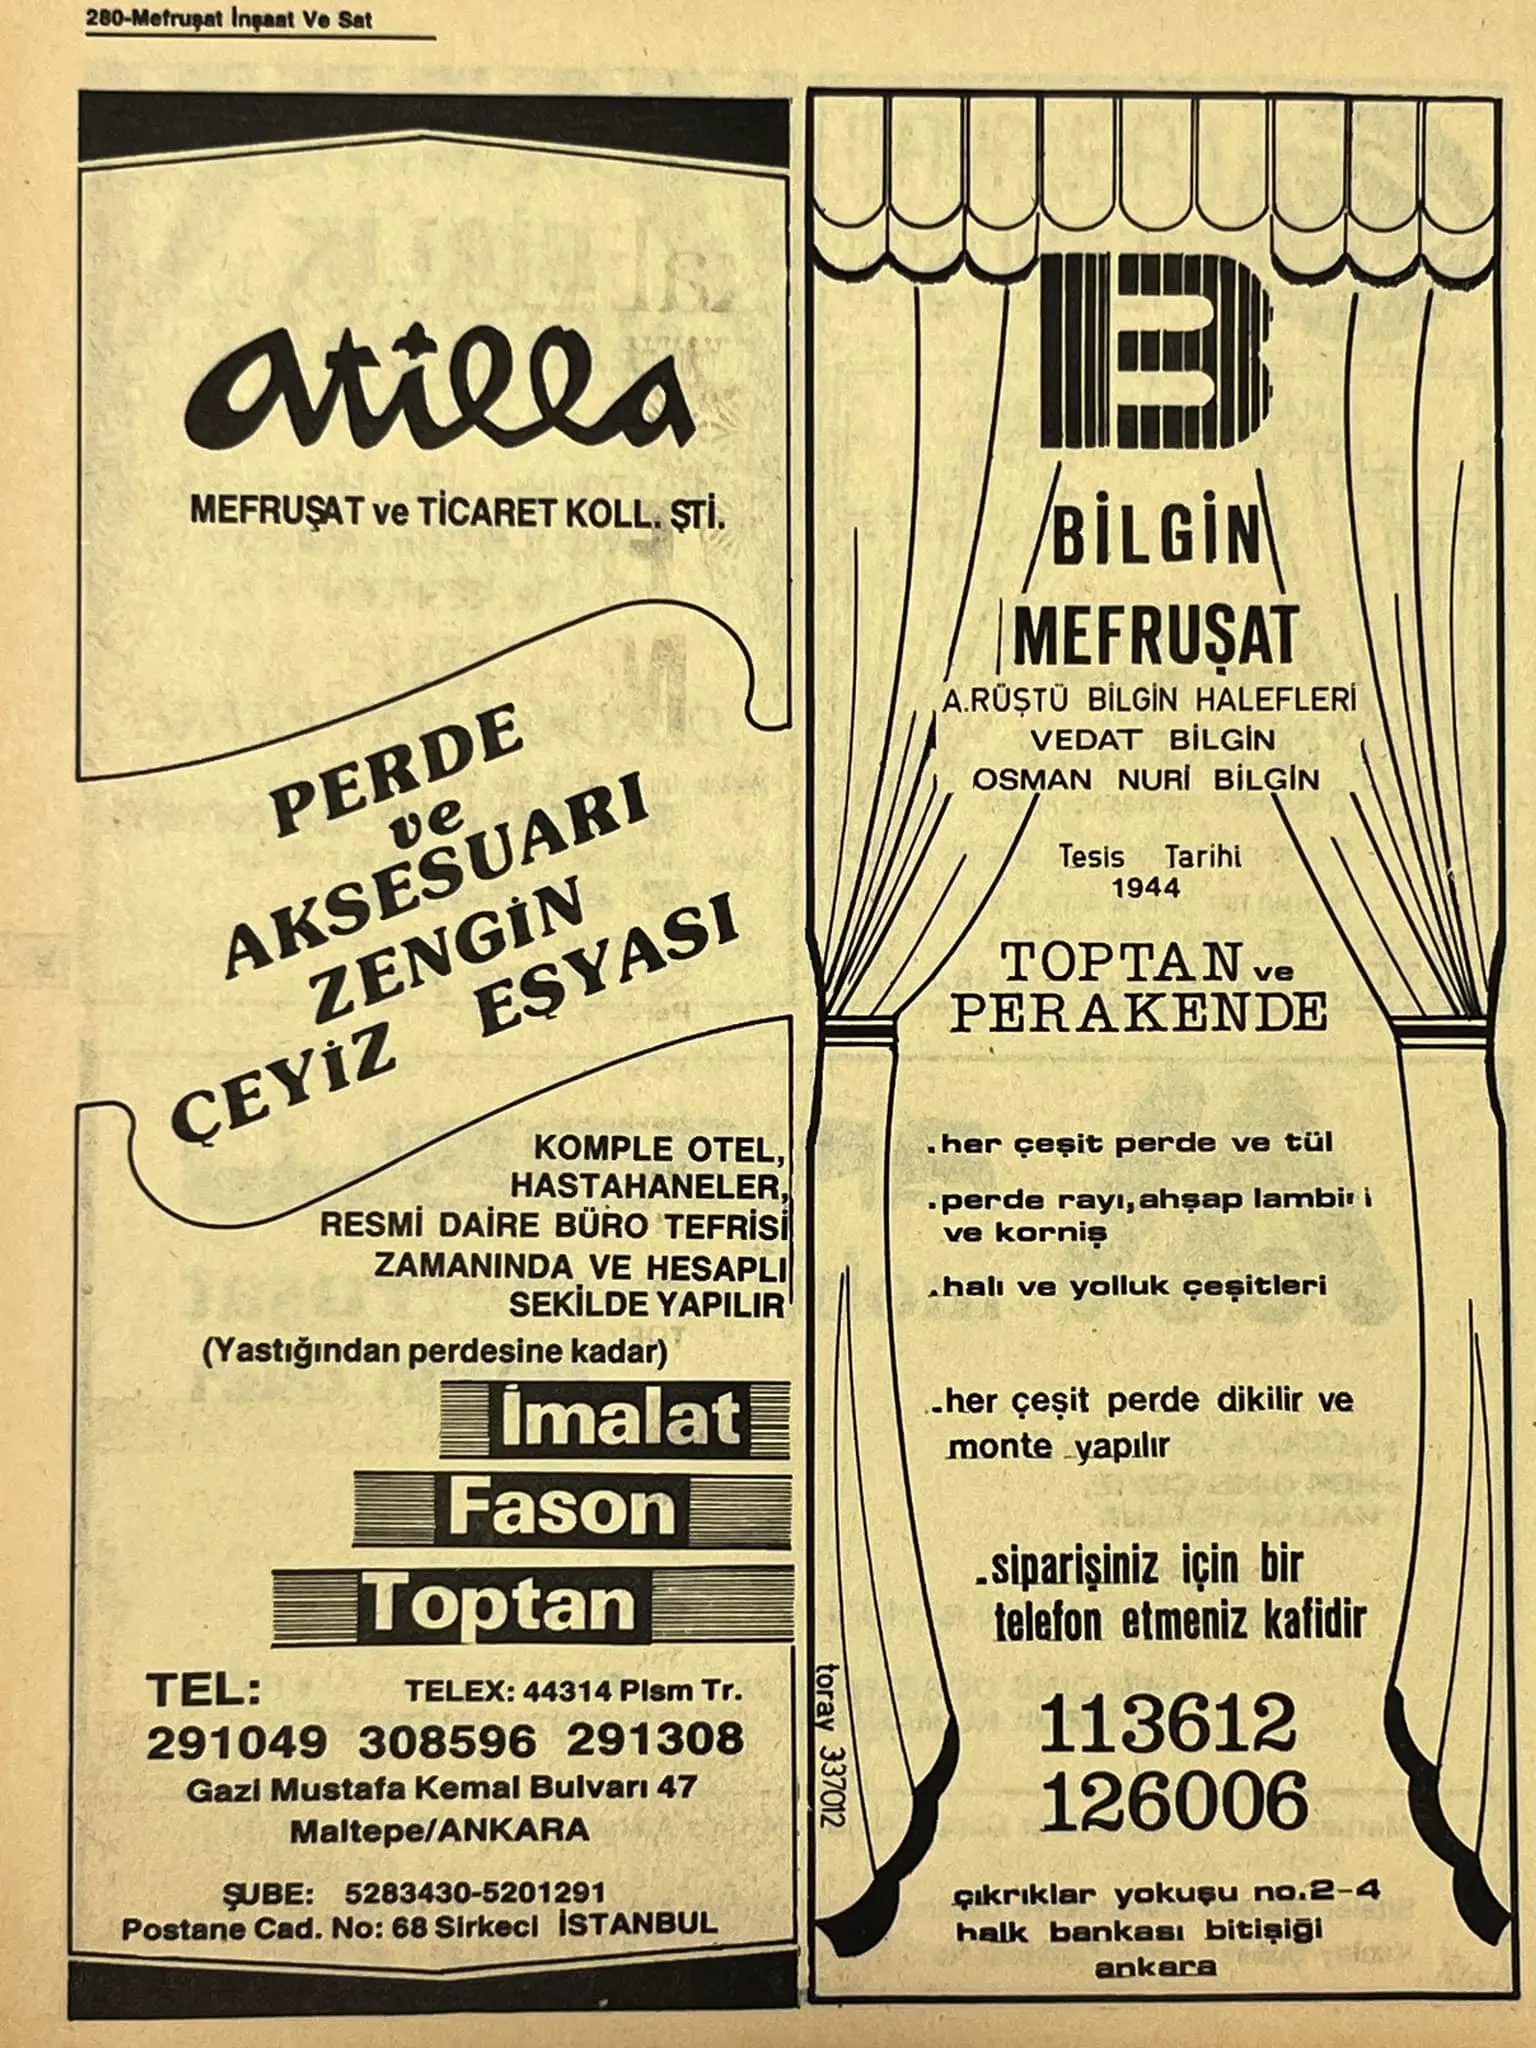 280-Mefruşat İnşaat Ve Sat
atilla
MEFRUŞAT ve TİCARET KOLL. ŞTİ.
PERDE
ve
AKSESUARI
ZENGİN
ÇEYİZ EŞYASI
KOMPLE OTEL,
HASTAHANELER,
RESMİ DAİRE BÜRO TEFRİSİ
ZAMANINDA VE HESAPLI
SEKİLDE YAPILIR
(Yastığından perdesine kadar)
İmalat
Fason
Toptan
TEL: TELEX: 44314 Plsm Tr.
291049 308596 291308
Gazi Mustafa Kemal Bulvarı 47
Maltepe/ANKARA
ŞUBE: 5283430-5201291
Postane Cad. No: 68 Sirkeci İSTANBUL
B
BİLGİN
MEFRUŞAT
A.RÜŞTÜ BİLGİN HALEFLERİ
VEDAT BİLGİN
OSMAN NURİ BİLGİN
Tesis Tarihi
1944
TOPTAN ve
PERAKENDE
.her çeşit perde ve tül
.perde rayı,ahşap lambiri
ve korniş
.halı ve yolluk çeşitleri
.her çeşit perde dikilir ve
monte yapılır
.siparişiniz için bir
telefon etmeniz kafidir
113612
126006
çıkrıklar yokuşu no.2-4
halk bankası bitişiği
ankara
toray 337012